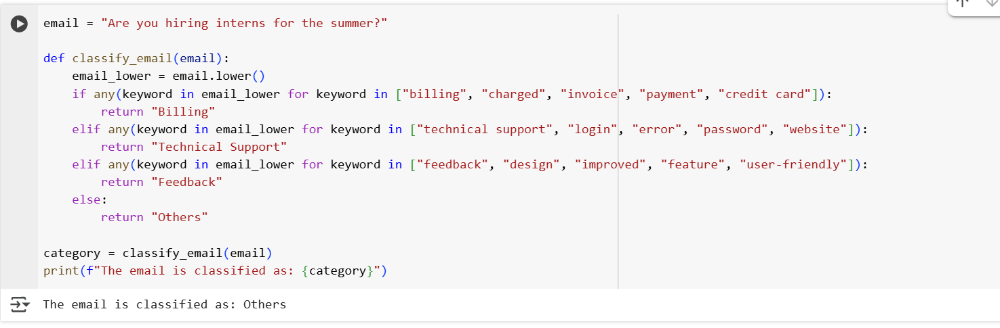 email = "Are you hiring interns for the summer?"

def classify_email(email):
    email_lower = email.lower()
    if any(keyword in email_lower for keyword in ["billing", "charged", "invoice", "payment", "credit card"]):
        return "Billing"
    elif any(keyword in email_lower for keyword in ["technical support", "login", "error", "password", "website"]):
        return "Technical Support"
    elif any(keyword in email_lower for keyword in ["feedback", "design", "improved", "feature", "user-friendly"]):
        return "Feedback"
    else:
        return "Others"

category = classify_email(email)
print(f"The email is classified as: {category}")
The email is classified as: Others